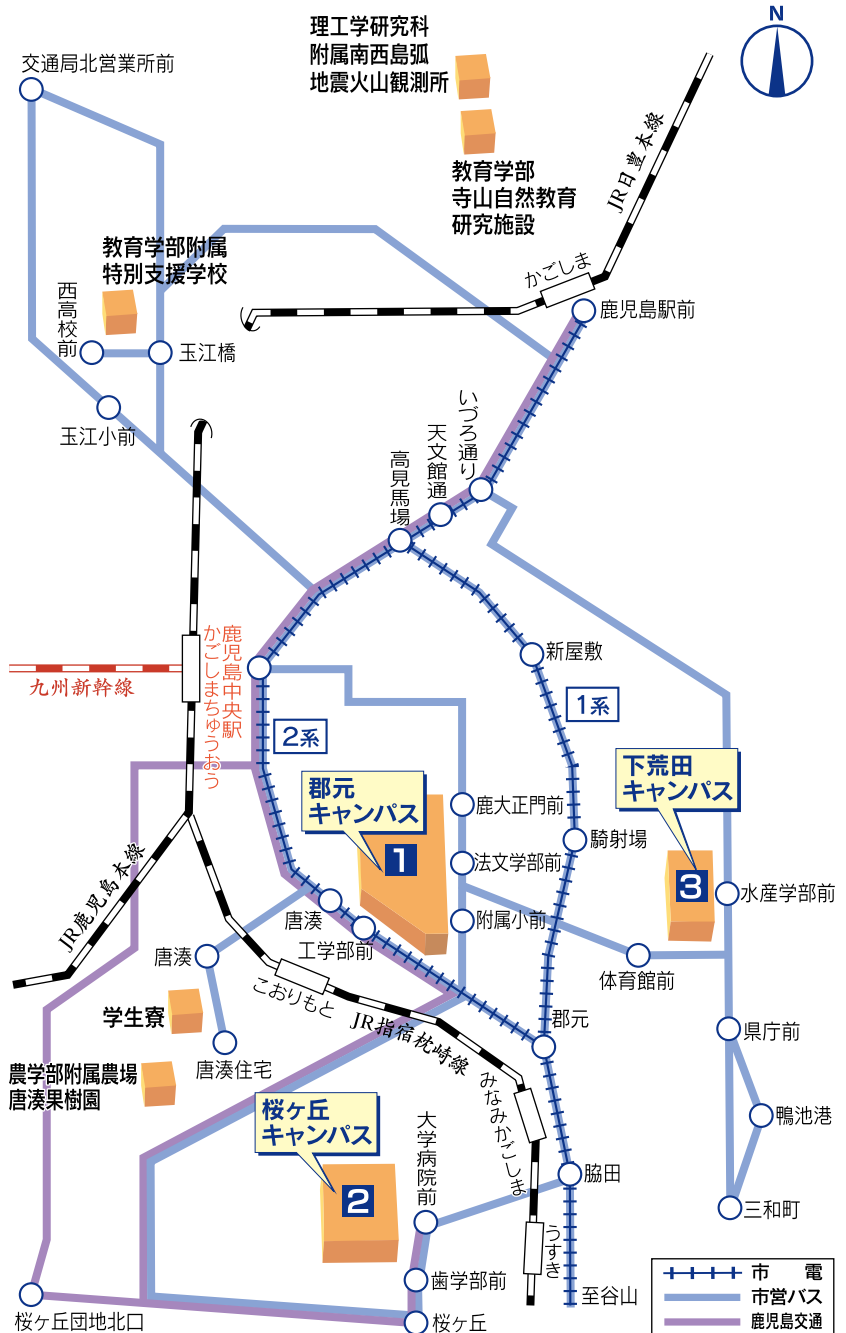 N
理工学研究科
附属南西島弧
地震火山観測所
交通局北営業所前
教育学部
寺山自然教育
研究施設
JR日豊本線
教育学部附属
特別支援学校
かごしま
西高校前
鹿児島駅前
玉江橋
玉江小前
いづろ通り
天文館通
高見馬場
鹿児島中央駅
かごしまちゅうおう
新屋敷
九州新幹線
1系
2系
下荒田
キャンパス
郡元
キャンパス
鹿大正門前
騎射場
1
法文学部前
3
水産学部前
JR鹿児島本線
唐湊
附属小前
工学部前
唐湊
体育館前
こおりもと
学生寮
JR指宿枕崎線
郡元
県庁前
唐湊住宅
農学部附属農場
唐湊果樹園
みなみかごしま
桜ヶ丘
キャンパス
大学病院前
鴨池港
脇田
2
三和町
うすき
歯学部前
至谷山
桜ヶ丘団地北口
桜ヶ丘
市 電
市営バス
鹿児島交通